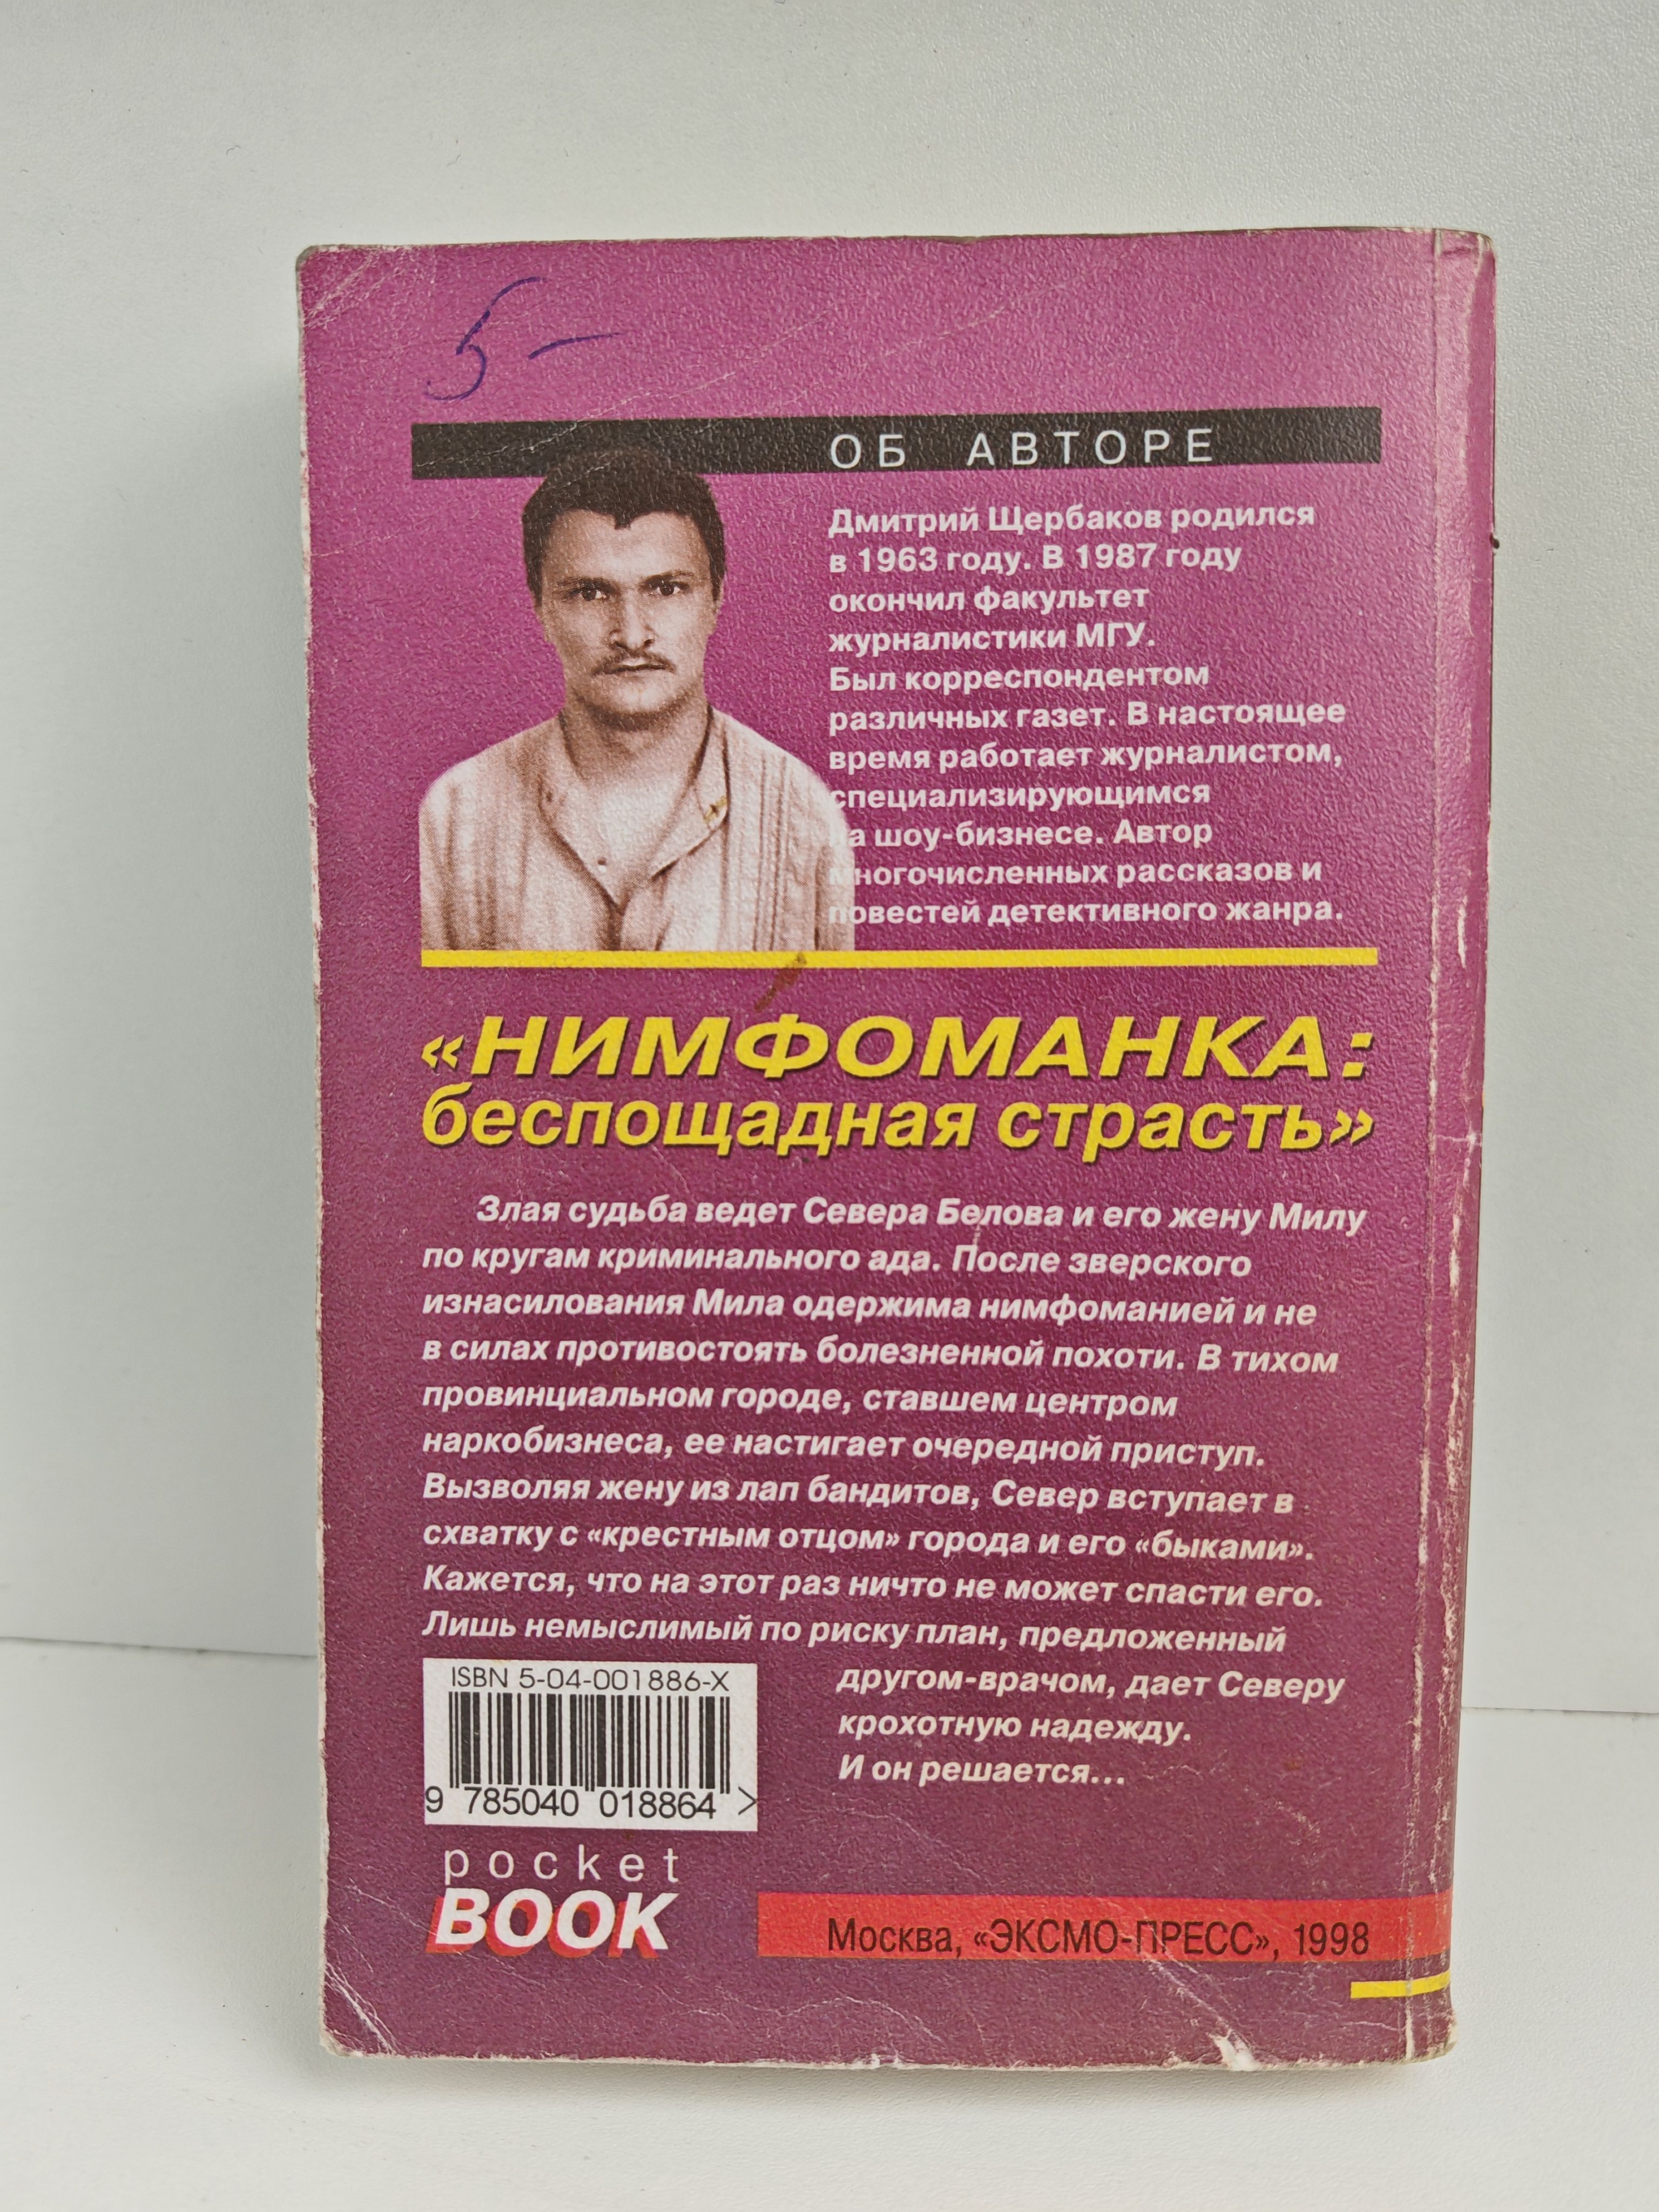 5 –
ОБ АВТОРЕ
Дмитрий Щербаков родился
в 1963 году. В 1987 году
окончил факультет
журналистики МГУ.
Был корреспондентом
различных газет. В настоящее
время работает журналистом,
специализирующимся
на шоу-бизнесе. Автор
многочисленных рассказов и
повестей детективного жанра.
«НИМФОМАНКА:
беспощадная страсть»
Злая судьба ведет Севера Белова и его жену Милу
по кругам криминального ада. После зверского
изнасилования Мила одержима нимфоманией и не
в силах противостоять болезненной похоти. В тихом
провинциальном городе, ставшем центром
наркобизнеса, ее настигает очередной приступ.
Вызволяя жену из лап бандитов, Север вступает в
схватку с «крестным отцом» города и его «быками».
Кажется, что на этот раз ничто не может спасти его.
Лишь немыслимый по риску план, предложенный
другом-врачом, дает Северу
крохотную надежду.
И он решается...
ISBN 5-04-001886-X
9 785040 018864 >
pocket
BOOK
Москва, «ЭКСМО-ПРЕСС», 1998